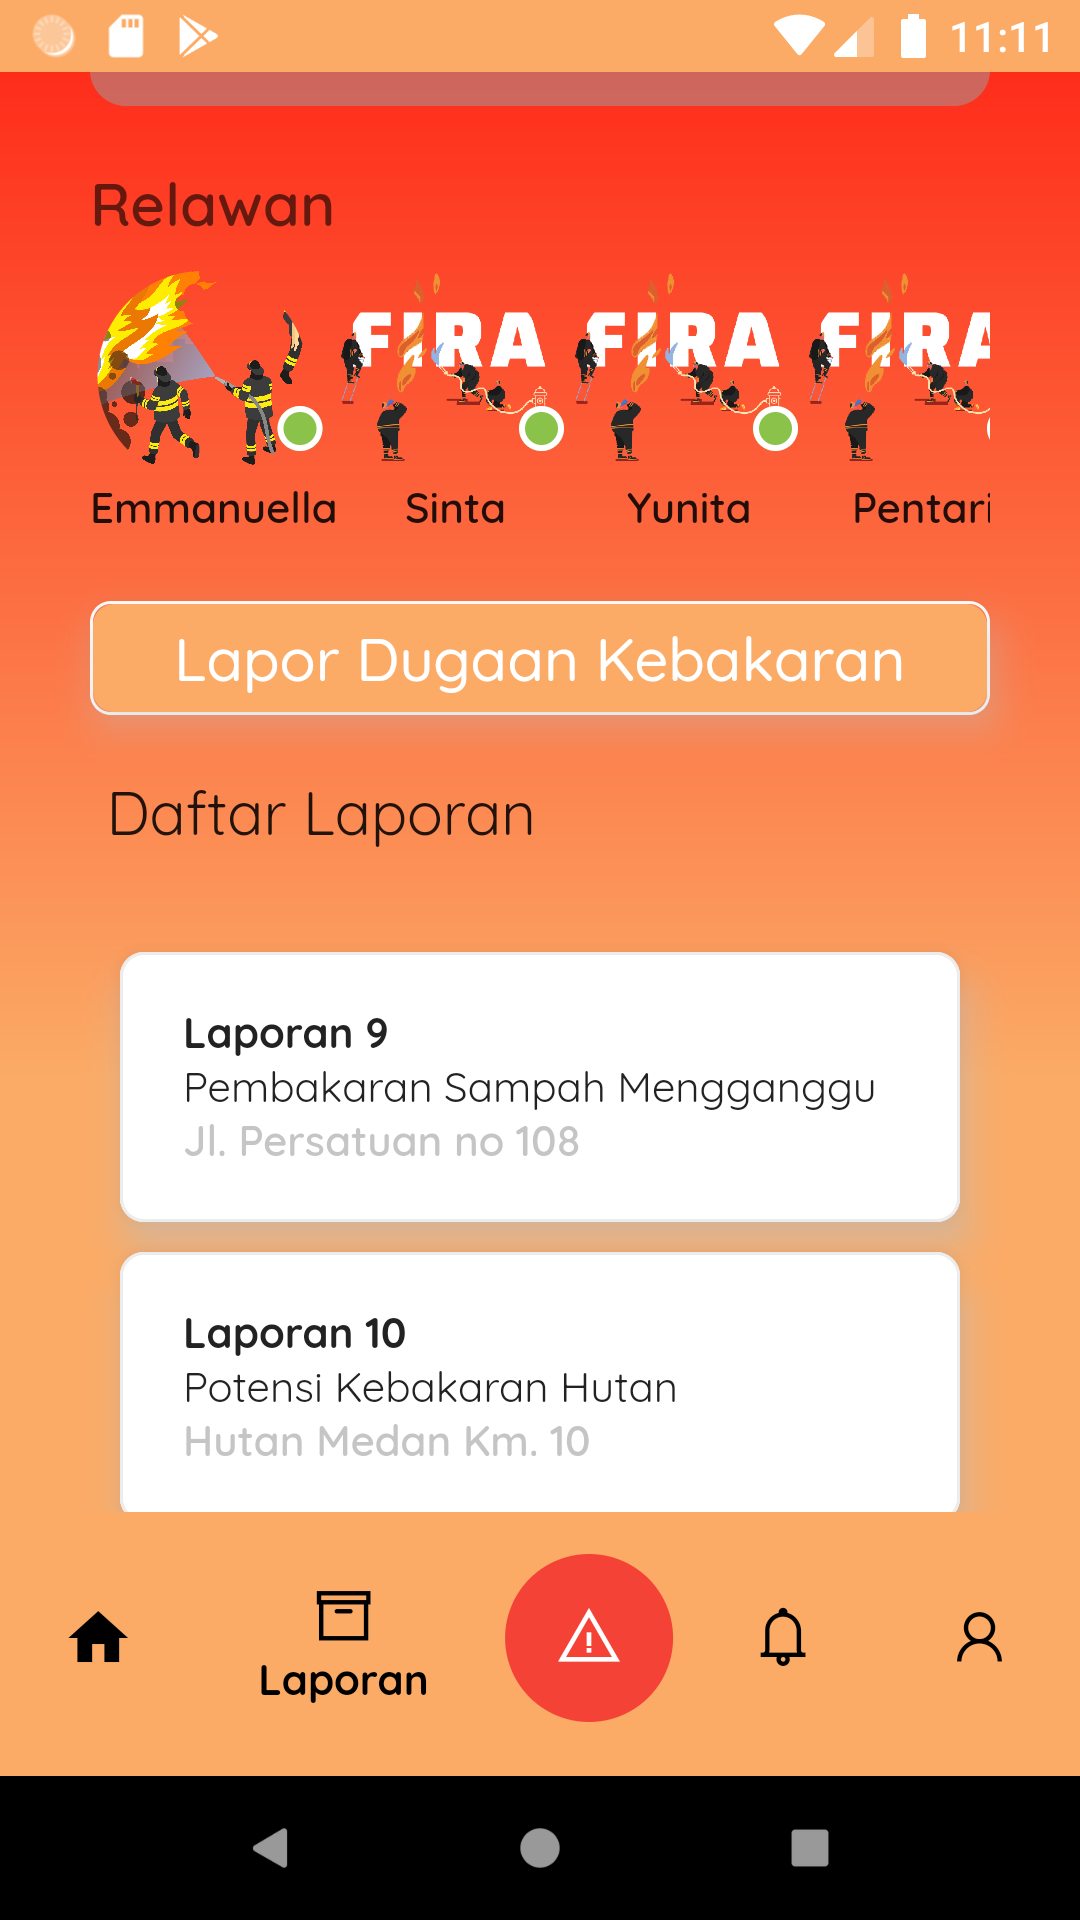 11:11
Relawan
FIRA FIRA FIRA
Emmanuella Sinta Yunita Pentari
Lapor Dugaan Kebakaran
Daftar Laporan
Laporan 9
Pembakaran Sampah Mengganggu
Jl. Persatuan no 108
Laporan 10
Potensi Kebakaran Hutan
Hutan Medan Km. 10
Laporan